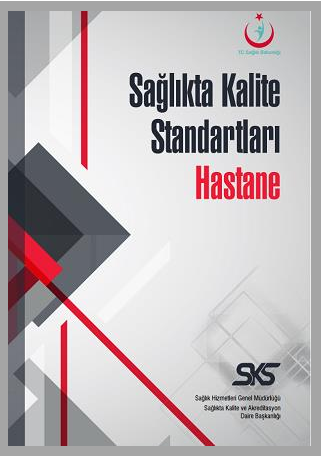 T.C. Sağlık Bakanlığı
Sağlıkta Kalite
Standartları
Hastane
SKS
Sağlık Hizmetleri Genel Müdürlüğü
Sağlıkta Kalite ve Akreditasyon
Daire Başkanlığı